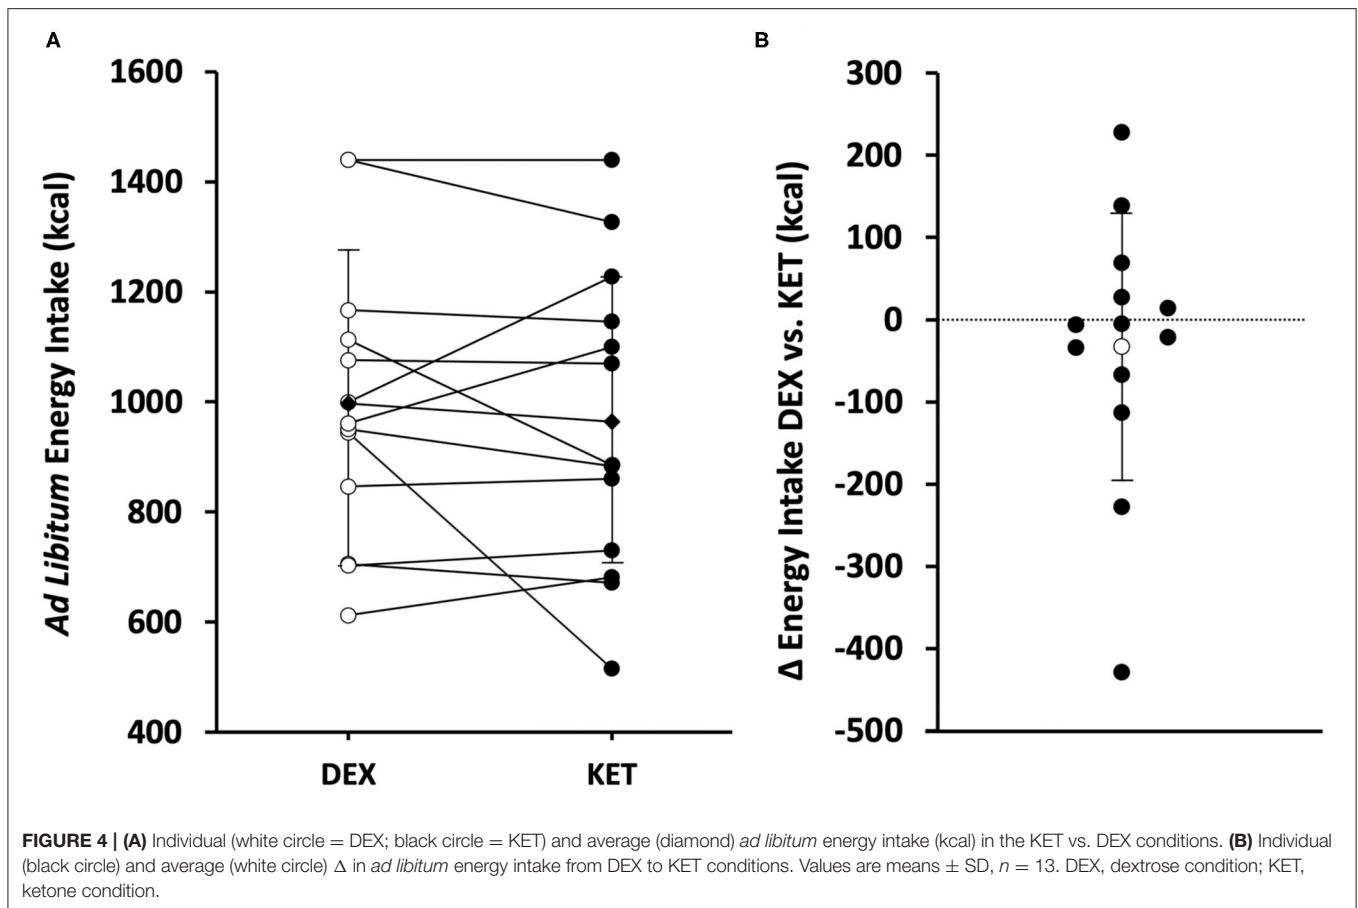 A
1600
1400
1200
1000
800
600
400
Ad Libitum Energy Intake (kcal)
DEX
KET
B
300
200
100
0
-100
-200
-300
-400
-500
Δ Energy Intake DEX vs. KET (kcal)
FIGURE 4 | (A) Individual (white circle = DEX; black circle = KET) and average (diamond) ad libitum energy intake (kcal) in the KET vs. DEX conditions. (B) Individual
(black circle) and average (white circle) Δ in ad libitum energy intake from DEX to KET conditions. Values are means ± SD, n = 13. DEX, dextrose condition; KET,
ketone condition.